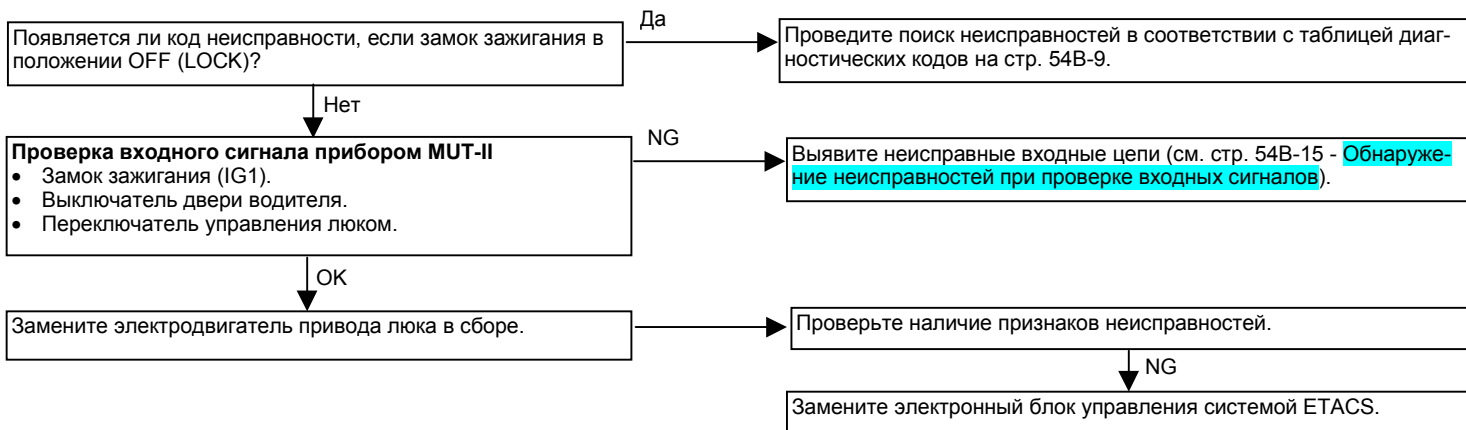 Появляется ли код неисправности, если замок зажигания в
положении OFF (LOCK)?
Да
Проведите поиск неисправностей в соответствии с таблицей диаг-
ностических кодов на стр. 54B-9.
Нет
Проверка входного сигнала прибором MUT-II
• Замок зажигания (IG1).
• Выключатель двери водителя.
• Переключатель управления люком.
NG
Выявите неисправные входные цепи (см. стр. 54B-15 - Обнаруже-
ние неисправностей при проверке входных сигналов).
OK
Замените электродвигатель привода люка в сборе.
Проверьте наличие признаков неисправностей.
NG
Замените электронный блок управления системой ETACS.